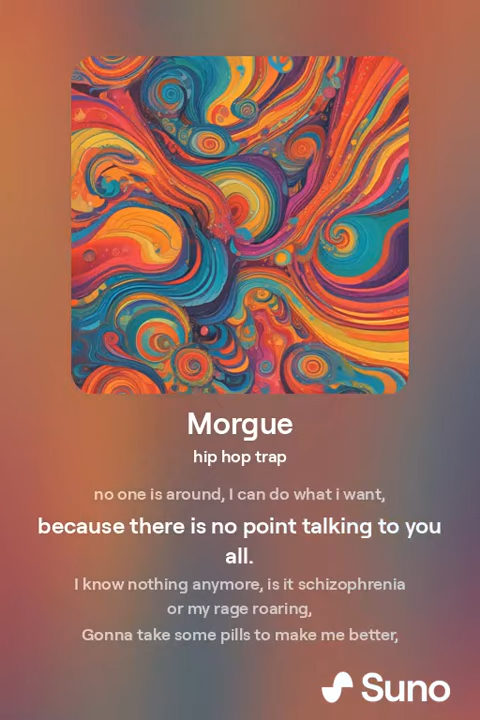 Morgue
hip hop trap
no one is around, I can do what i want,
because there is no point talking to you
all.
I know nothing anymore, is it schizophrenia
or my rage roaring,
Gonna take some pills to make me better,
Suno